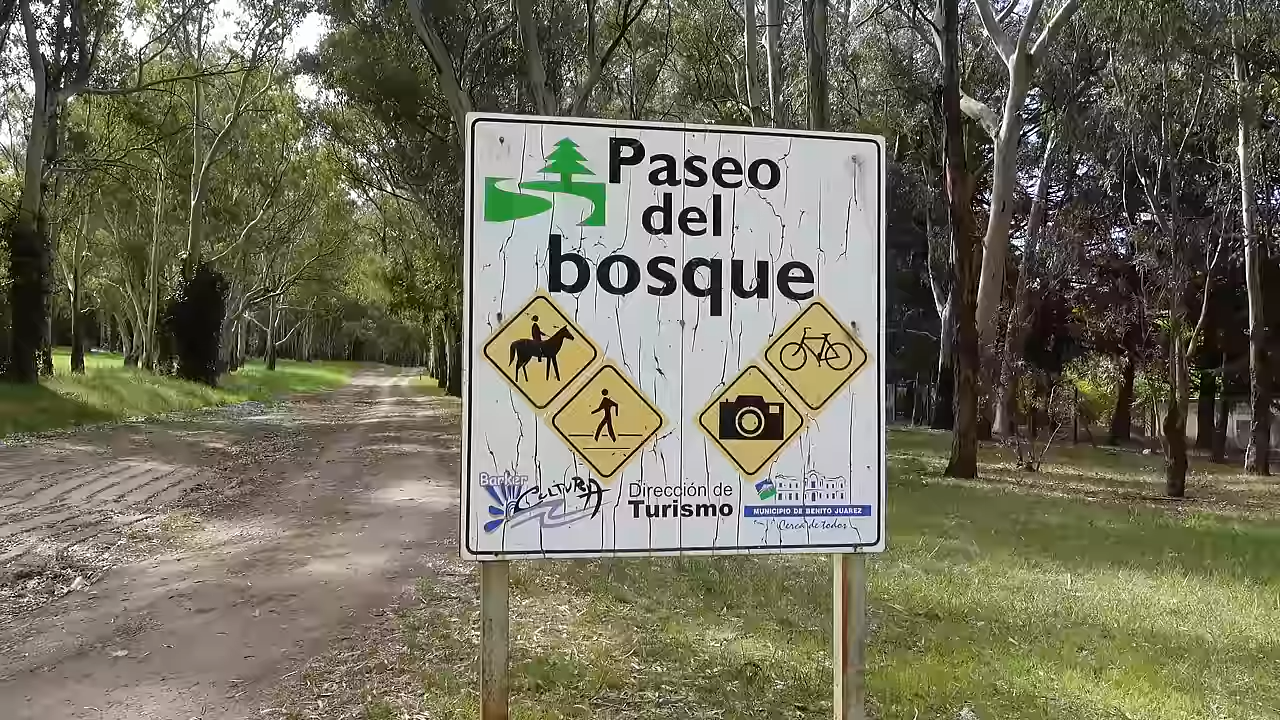 Paseo
del
bosque
Barker
CULTURA
Dirección de
Turismo
MUNICIPIO DE BENITO JUAREZ
Cerca de todos